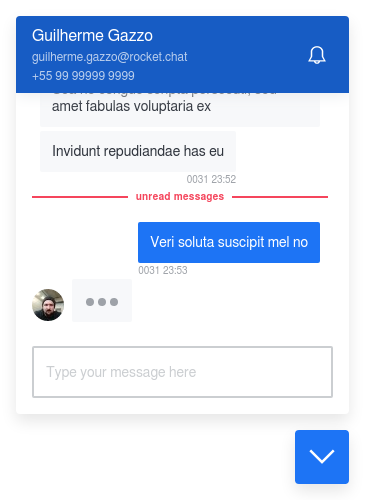 Guilherme Gazzo
guilherme.gazzo@rocket.chat
+55 99 99999 9999
amet fabulas voluptaria ex
Invidunt repudiandae has eu
0031 23:52
unread messages
Veri soluta suscipit mel no
0031 23:53
Type your message here